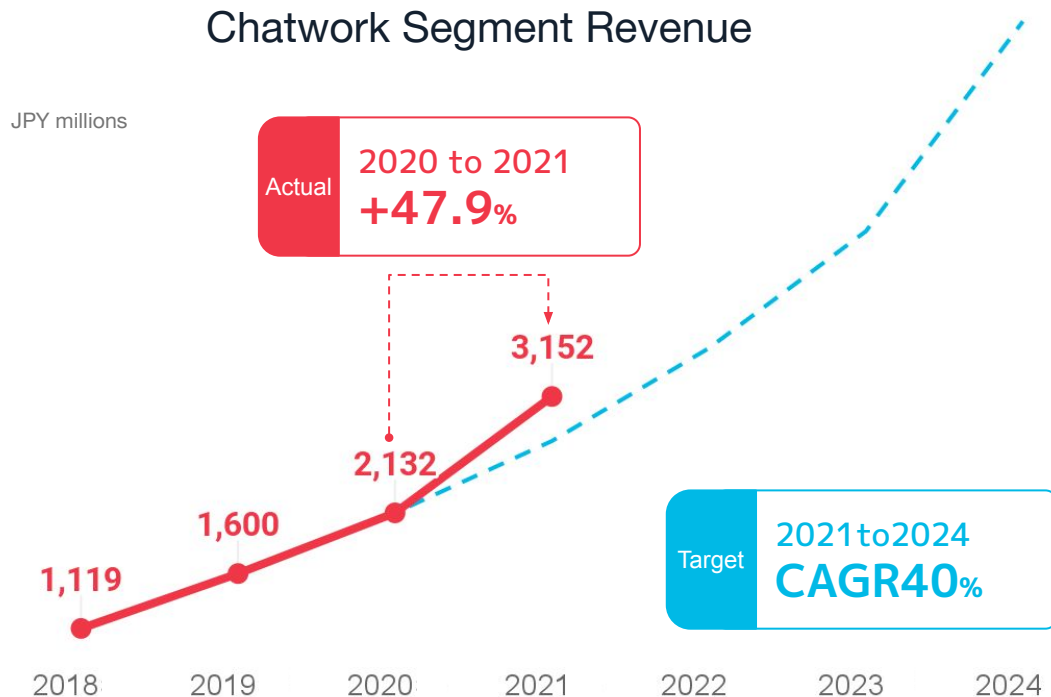 Chatwork Segment Revenue
JPY millions
Actual
2020 to 2021
+47.9%
3,152
2,132
1,600
1,119
Target
2021to2024
CAGR40%
2018 2019 2020 2021 2022 2023 2024